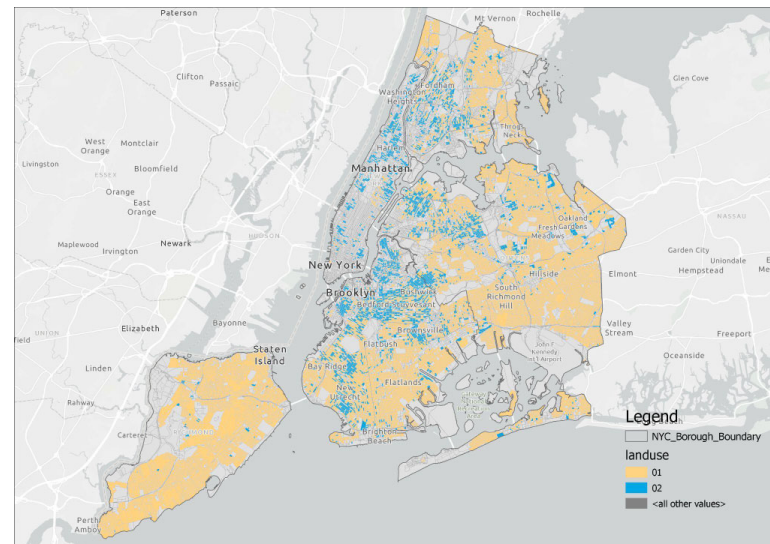 Paterson
Mt Vernon
Rochelle
Clifton
Passaic
Glen Cove
West
Orange
Montclair
Bloomfield
Livingston
ESSEX
Orange
East
Orange
Washington
Heights
Fordham
Throgs
Neck
Harlem
Manhattan
Maplewood
Irvington
Newark
HUDSON
Oakland
Gardens
Fresh
Meadows
NASSAU
Garden City
Uniondale
Hempstead
New York
Hillside
Elmont
Brooklyn
Bushwick
Bedford Stuyvesant
South
Richmond
Hill
UNION
Elizabeth
Bayonne
Brownsville
Valley
Stream
Freeport
Linden
Staten
Island
Flatbush
John F
Kennedy
Int'l Airport
Oceanside
Bay Ridge
New
Utrecht
Flatlands
Rahway
Carteret
Brighton
Beach
Perth
Amboy
Legend
NYC_Borough_Boundary
landuse
01
02
<all other values>